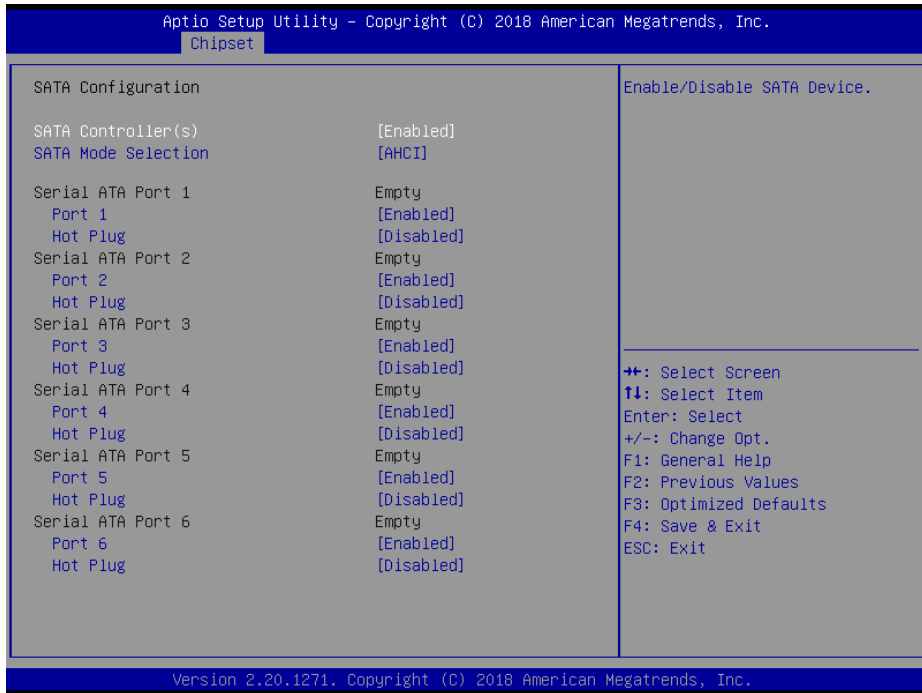 Aptio Setup Utility – Copyright (C) 2018 American Megatrends, Inc.
Chipset
SATA Configuration
SATA Controller(s) [Enabled]
SATA Mode Selection [AHCI]
Serial ATA Port 1 Empty
Port 1 [Enabled]
Hot Plug [Disabled]
Serial ATA Port 2 Empty
Port 2 [Enabled]
Hot Plug [Disabled]
Serial ATA Port 3 Empty
Port 3 [Enabled]
Hot Plug [Disabled]
Serial ATA Port 4 Empty
Port 4 [Enabled]
Hot Plug [Disabled]
Serial ATA Port 5 Empty
Port 5 [Enabled]
Hot Plug [Disabled]
Serial ATA Port 6 Empty
Port 6 [Enabled]
Hot Plug [Disabled]
Enable/Disable SATA Device.
→←: Select Screen
↑↓: Select Item
Enter: Select
+/-: Change Opt.
F1: General Help
F2: Previous Values
F3: Optimized Defaults
F4: Save & Exit
ESC: Exit
Version 2.20.1271. Copyright (C) 2018 American Megatrends, Inc.